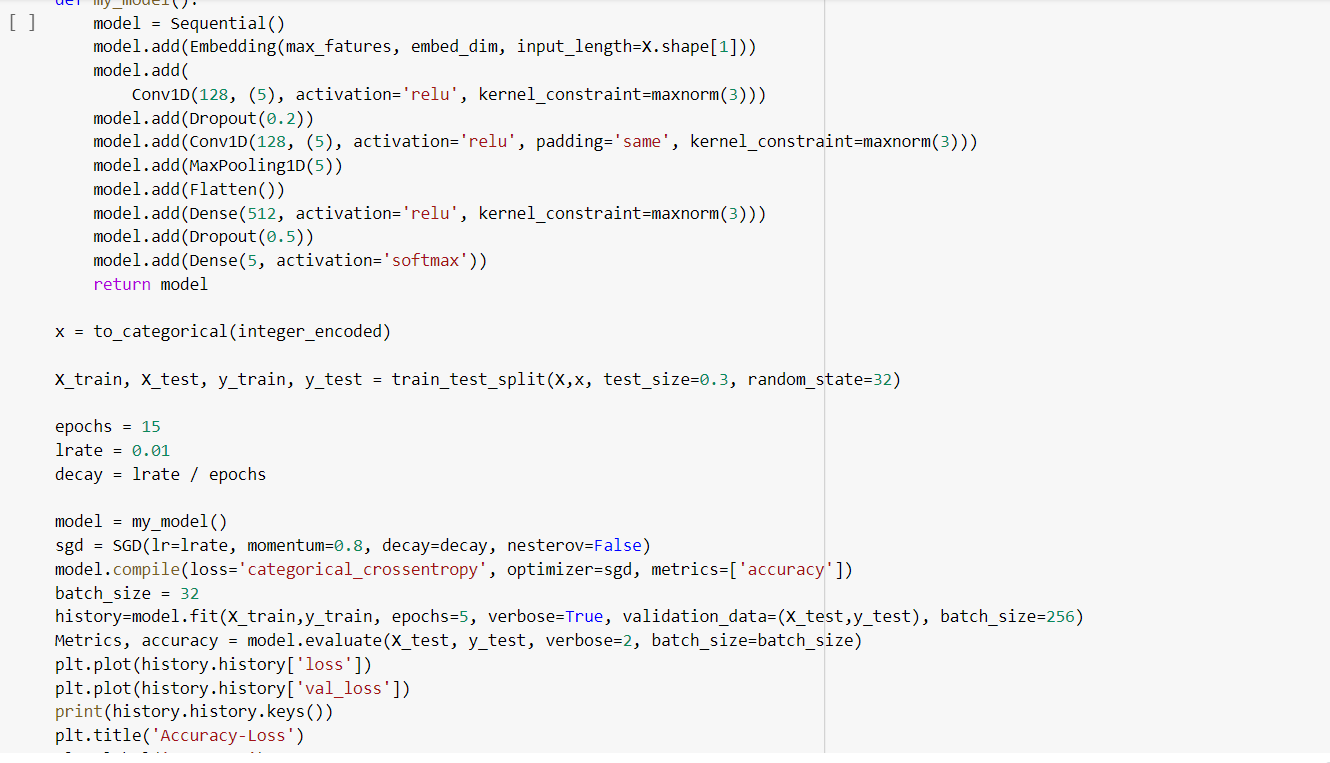 def my_model():
[ ] model = Sequential()
model.add(Embedding(max_fatures, embed_dim, input_length=X.shape[1]))
model.add(
Conv1D(128, (5), activation='relu', kernel_constraint=maxnorm(3)))
model.add(Dropout(0.2))
model.add(Conv1D(128, (5), activation='relu', padding='same', kernel_constraint=maxnorm(3)))
model.add(MaxPooling1D(5))
model.add(Flatten())
model.add(Dense(512, activation='relu', kernel_constraint=maxnorm(3)))
model.add(Dropout(0.5))
model.add(Dense(5, activation='softmax'))
return model
x = to_categorical(integer_encoded)
X_train, X_test, y_train, y_test = train_test_split(X,x, test_size=0.3, random_state=32)
epochs = 15
lrate = 0.01
decay = lrate / epochs
model = my_model()
sgd = SGD(lr=lrate, momentum=0.8, decay=decay, nesterov=False)
model.compile(loss='categorical_crossentropy', optimizer=sgd, metrics=['accuracy'])
batch_size = 32
history=model.fit(X_train,y_train, epochs=5, verbose=True, validation_data=(X_test,y_test), batch_size=256)
Metrics, accuracy = model.evaluate(X_test, y_test, verbose=2, batch_size=batch_size)
plt.plot(history.history['loss'])
plt.plot(history.history['val_loss'])
print(history.history.keys())
plt.title('Accuracy-Loss')